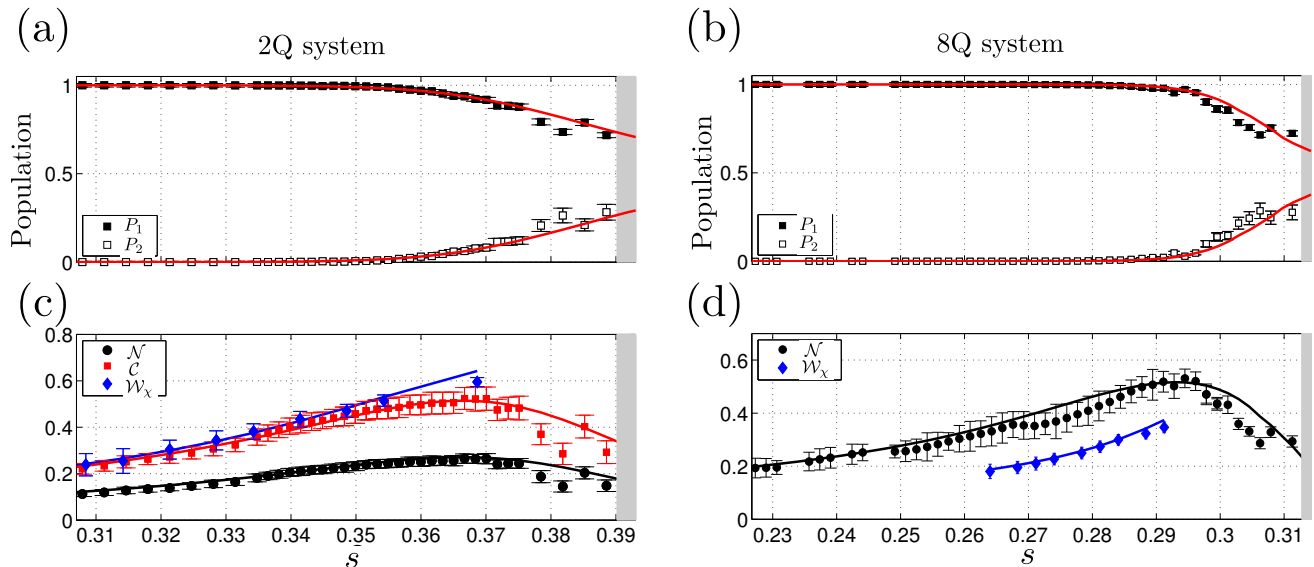 (a)
2Q system
Population
1
0.5
0
P₁
P₂
(b)
8Q system
Population
1
0.5
0
P₁
P₂
(c)
0.8
0.6
0.4
0.2
0
𝒩
𝒞
𝒲χ
0.31 0.32 0.33 0.34 0.35 0.36 0.37 0.38 0.39
s
(d)
0.6
0.4
0.2
0
𝒩
𝒲χ
0.23 0.24 0.25 0.26 0.27 0.28 0.29 0.3 0.31
s